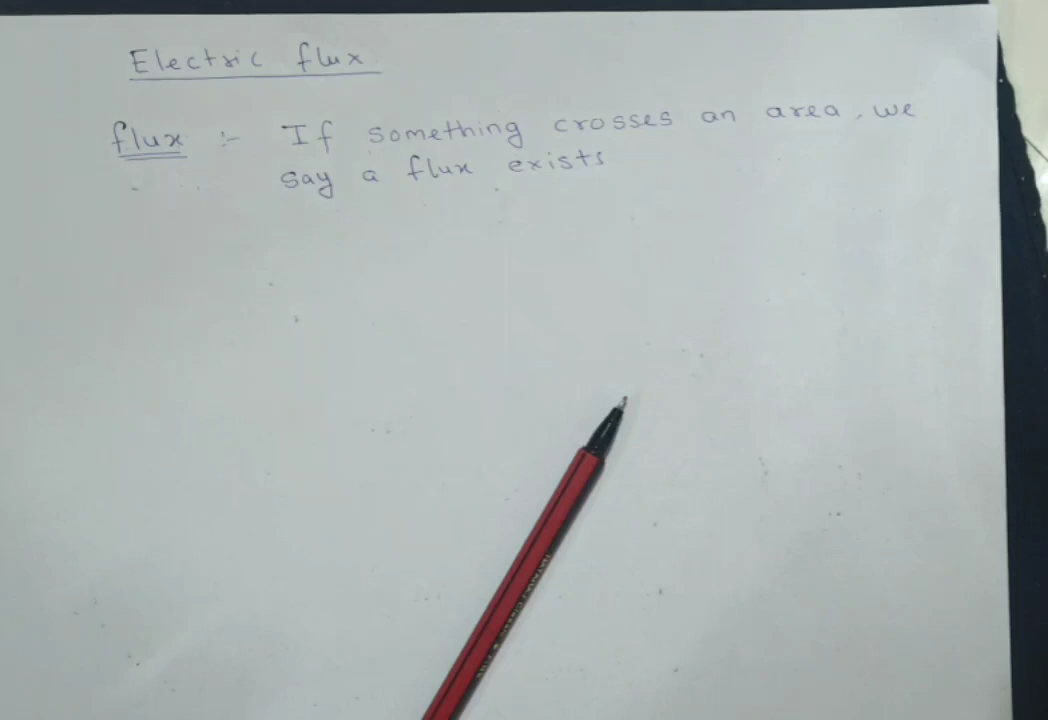 Electric flux
flux :- If something crosses an area, we
say a flux exists